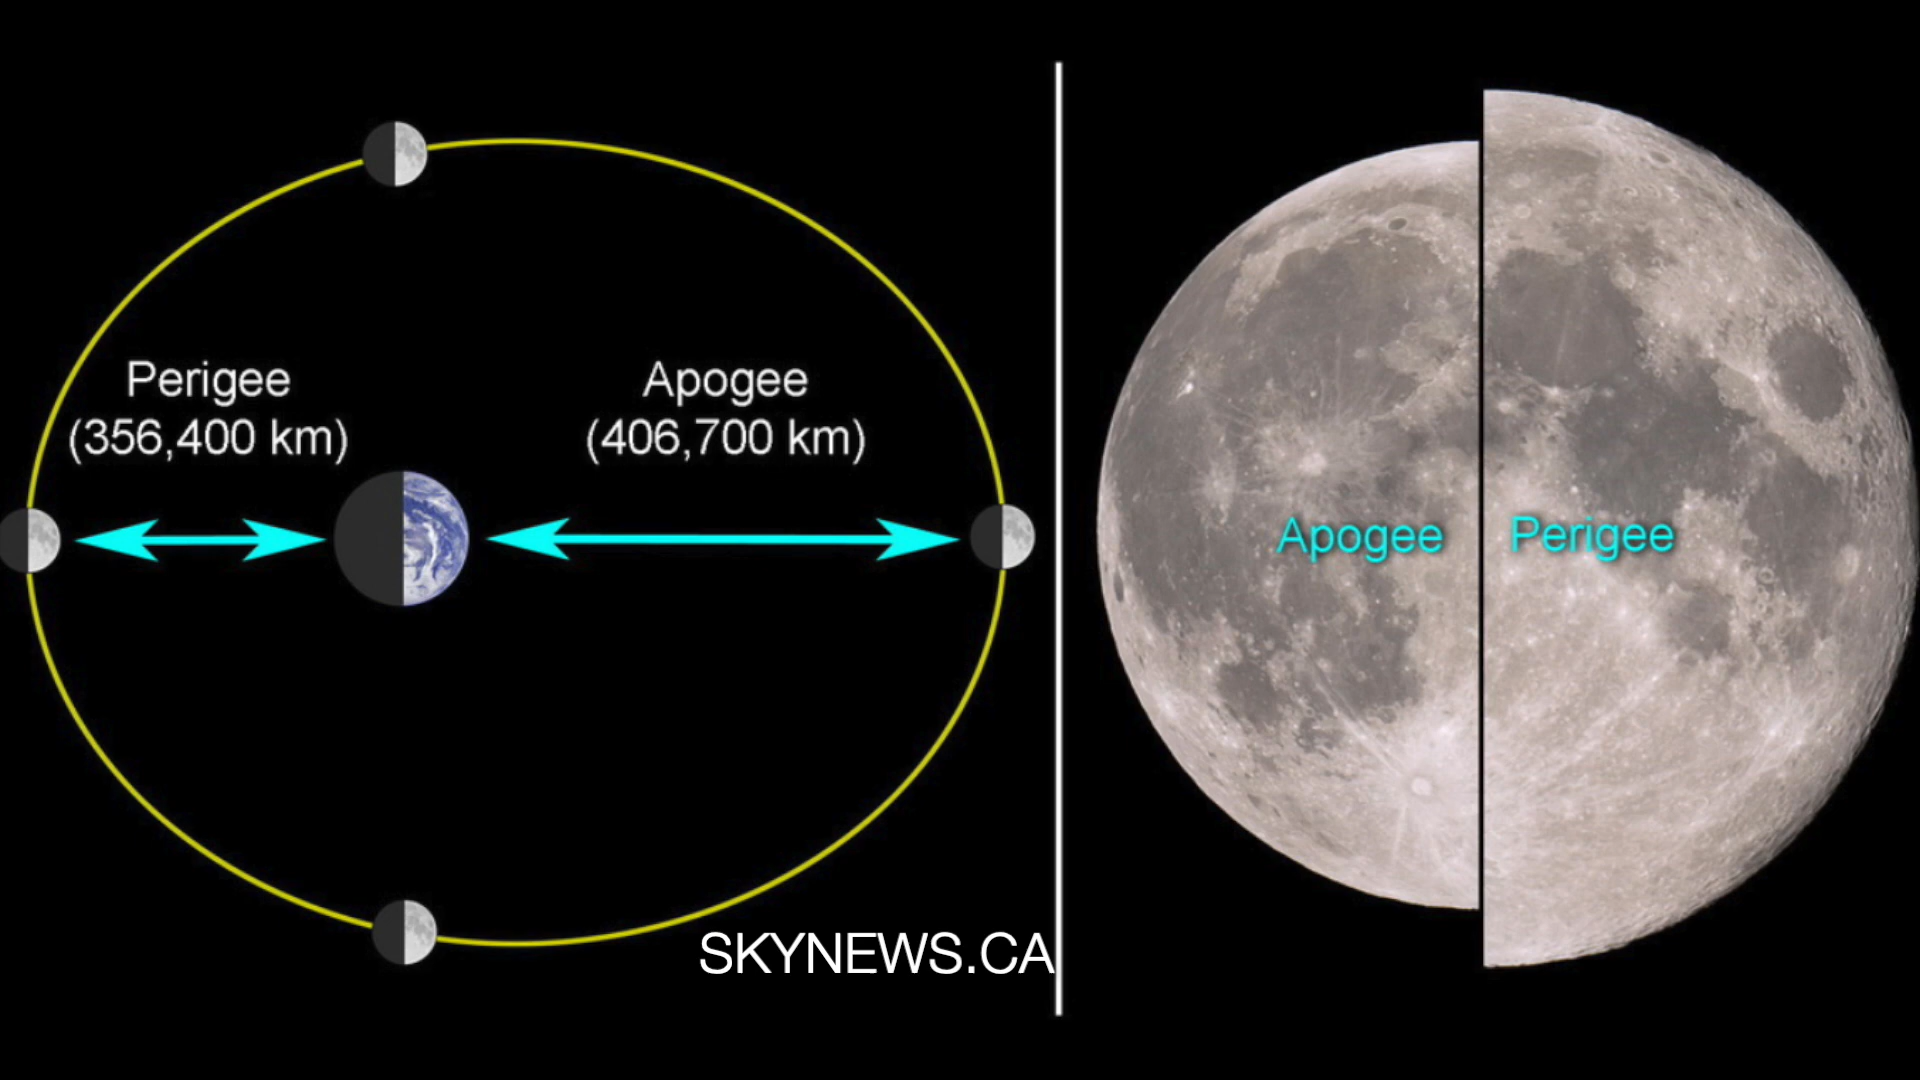 Perigee
(356,400 km)
Apogee
(406,700 km)
SKYNEWS.CA
Apogee
Perigee